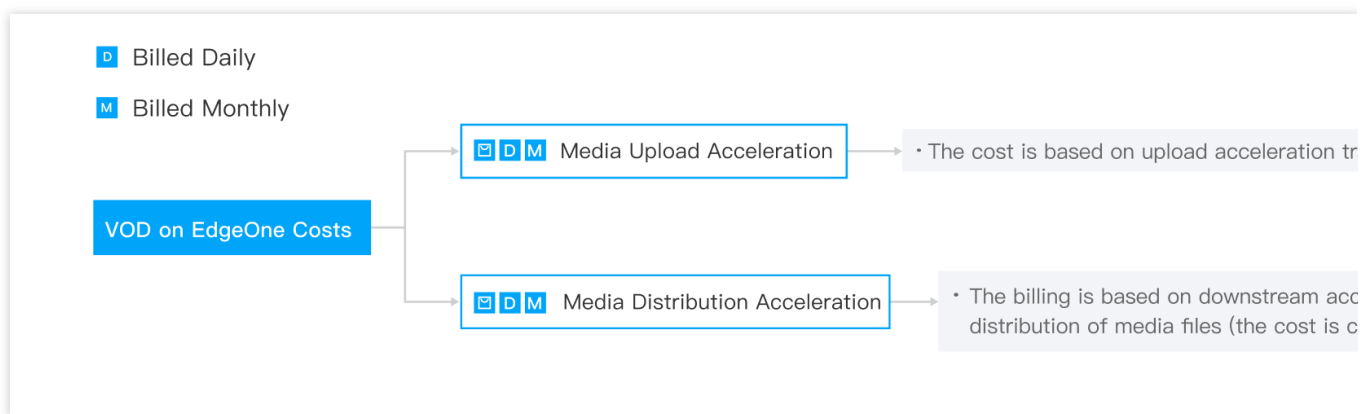 D Billed Daily
M Billed Monthly
D M Media Upload Acceleration
• The cost is based on upload acceleration
VOD on EdgeOne Costs
D M Media Distribution Acceleration
• The billing is based on downstream
distribution of media files (the cost is